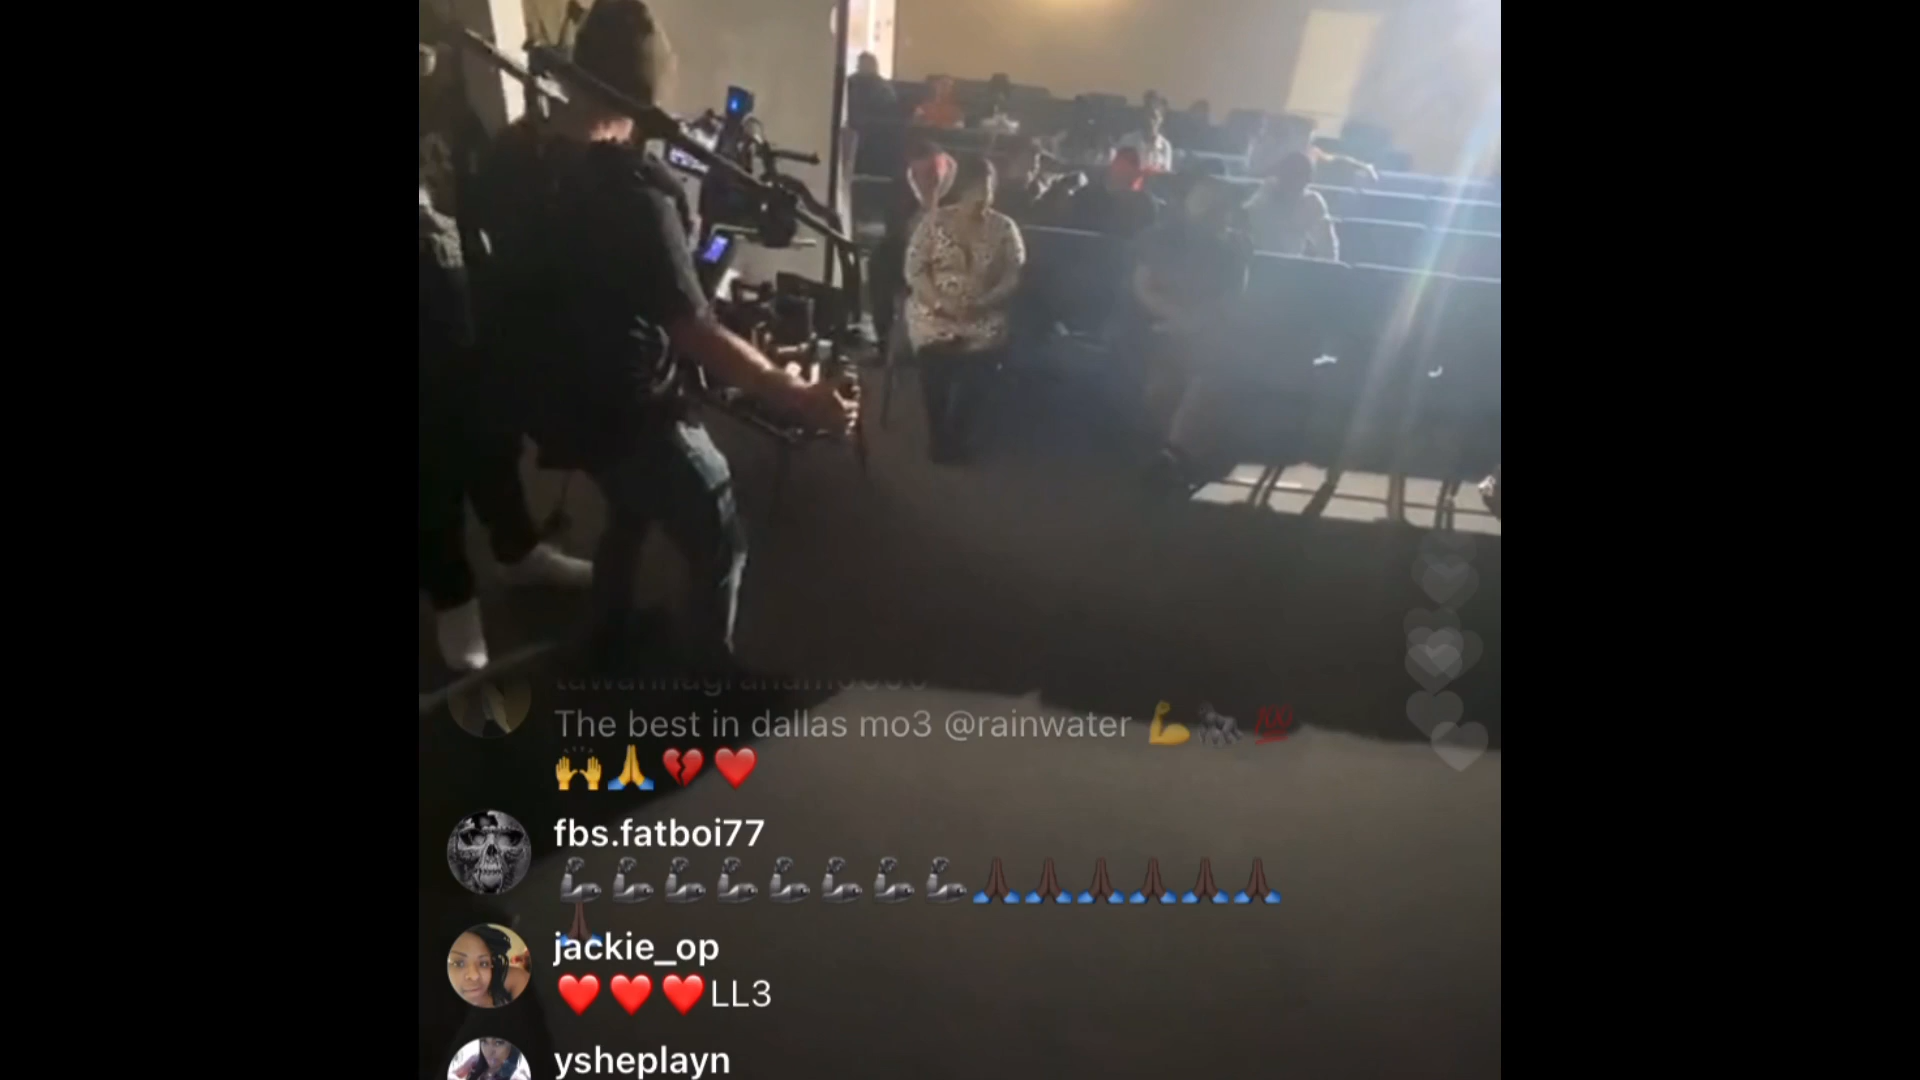 The best in dallas mo3 @rainwater 💪🦍💯
🙌🙏💔❤️
fbs.fatboi77
🦾🦾🦾🦾🦾🦾🦾🦾🙏🏿🙏🏿🙏🏿🙏🏿🙏🏿🙏🏿
🙏🏿
jackie_op
❤️❤️❤️LL3
ysheplayn